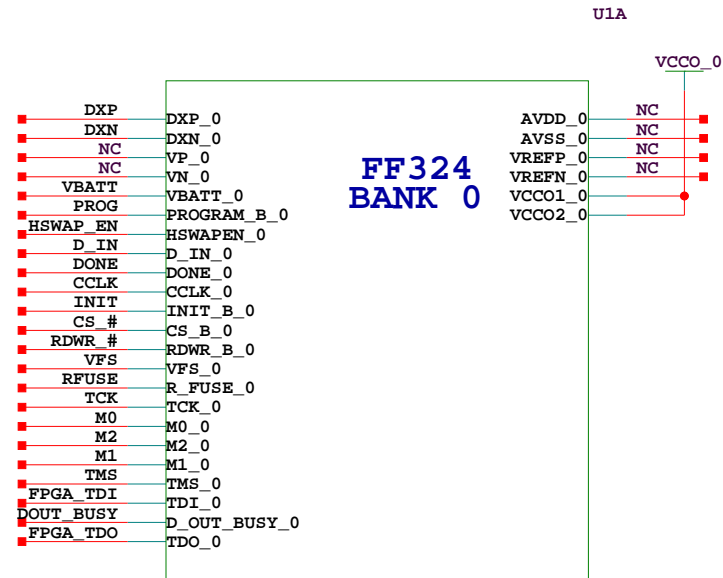 U1A
VCCO_0
DXP DXP_0 AVDD_0 NC
DXN DXN_0 AVSS_0 NC
NC VP_0 VREFP_0 NC
NC VN_0 FF324 VREFN_0 NC
VBATT VBATT_0 BANK 0 VCCO1_0
PROG PROGRAM_B_0 VCCO2_0
HSWAP_EN HSWAPEN_0
D_IN D_IN_0
DONE DONE_0
CCLK CCLK_0
INIT INIT_B_0
CS_# CS_B_0
RDWR_# RDWR_B_0
VFS VFS_0
RFUSE R_FUSE_0
TCK TCK_0
M0 M0_0
M2 M2_0
M1 M1_0
TMS TMS_0
FPGA_TDI TDI_0
DOUT_BUSY D_OUT_BUSY_0
FPGA_TDO TDO_0